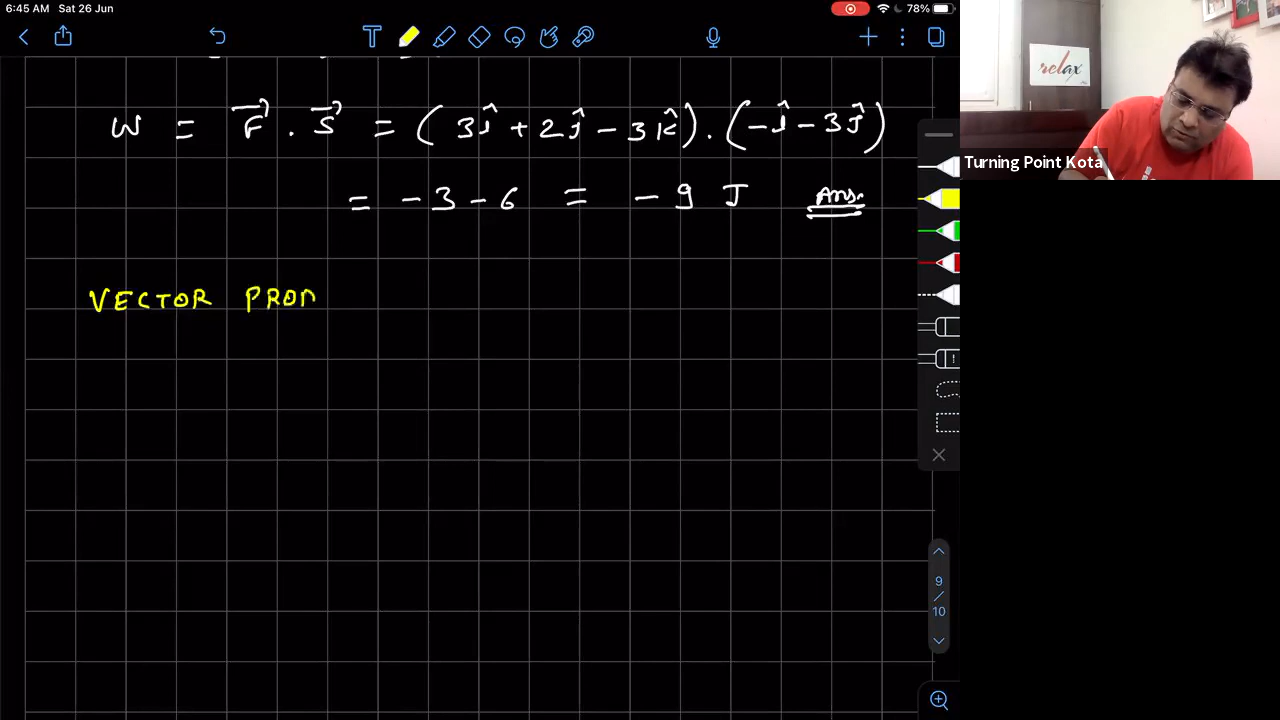 6:45 AM Sat 26 Jun
78%
relax
Turning Point Kota
W = F⃗ . S⃗ = (3î + 2ĵ - 3k̂) . (-î - 3ĵ)
= -3 - 6 = -9 J Ans.
VECTOR PROD
9
/
10